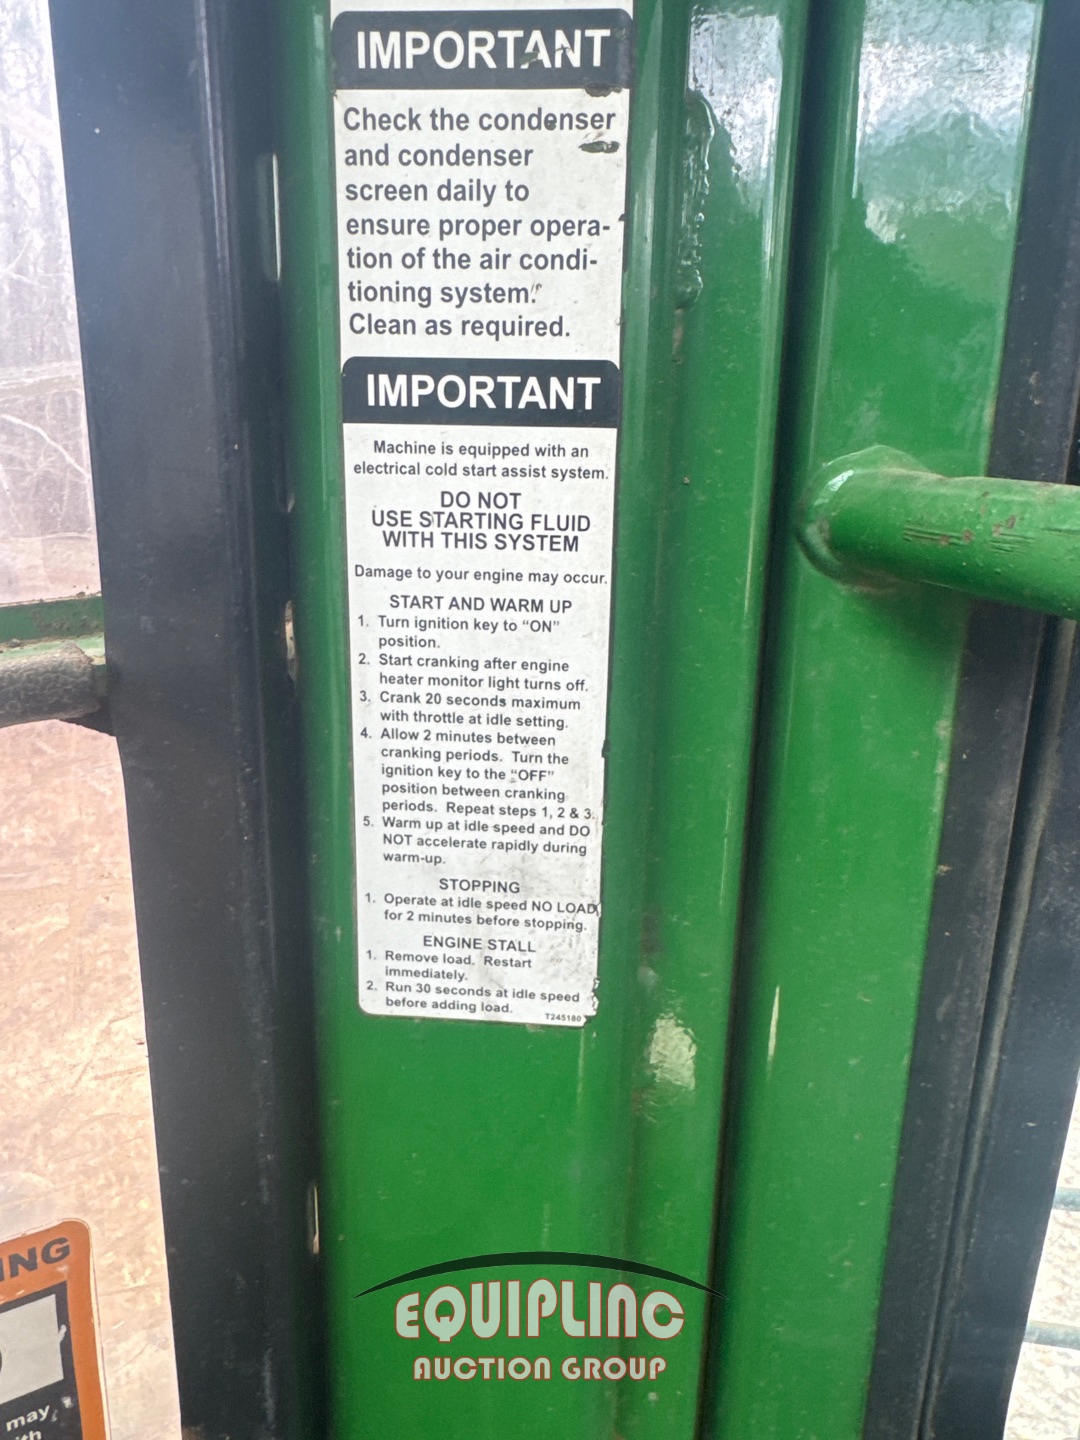 IMPORTANT
Check the condenser
and condenser
screen daily to
ensure proper opera-
tion of the air condi-
tioning system.
Clean as required.
IMPORTANT
Machine is equipped with an
electrical cold start assist system.
DO NOT
USE STARTING FLUID
WITH THIS SYSTEM
Damage to your engine may occur.
START AND WARM UP
1. Turn ignition key to "ON"
position.
2. Start cranking after engine
heater monitor light turns off.
3. Crank 20 seconds maximum
with throttle at idle setting.
4. Allow 2 minutes between
cranking periods. Turn the
ignition key to the "OFF"
position between cranking
periods. Repeat steps 1, 2 & 3.
5. Warm up at idle speed and DO
NOT accelerate rapidly during
warm-up.
STOPPING
1. Operate at idle speed NO LOAD
for 2 minutes before stopping.
ENGINE STALL
1. Remove load. Restart
immediately.
2. Run 30 seconds at idle speed
before adding load.
T245180
ING
may
EQUIPLINC
AUCTION GROUP